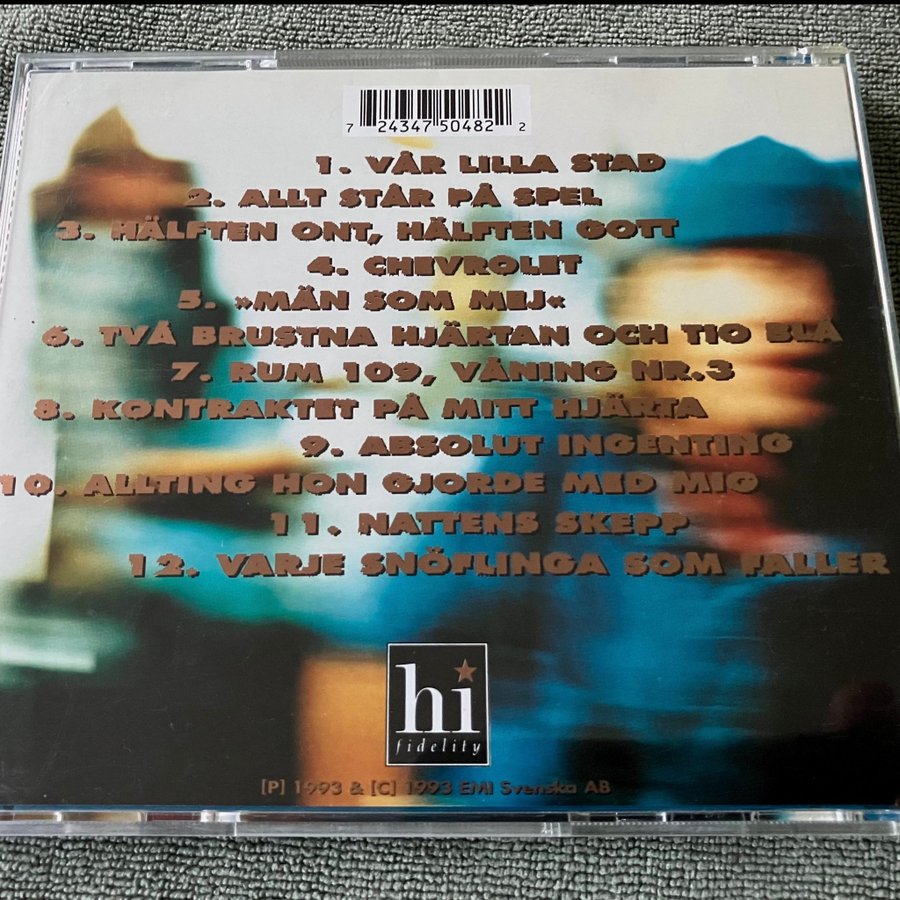 7 24347 50482 2
1. VÅR LILLA STAD
2. ALLT STÅR PÅ SPEL
3. HÄLFTEN ONT, HÄLFTEN GOTT
4. CHEVROLET
5. »MÄN SOM MEJ«
6. TVÅ BRUSTNA HJÄRTAN OCH TIO BLÅ
7. RUM 109, VÅNING NR.3
8. KONTRAKTET PÅ MITT HJÄRTA
9. ABSOLUT INGENTING
10. ALLTING HON GJORDE MED MIG
11. NATTENS SKEPP
12. VARJE SNÖFLINGA SOM FALLER
hi
fidelity
[P] 1993 & [C] 1993 EMI Svenska AB